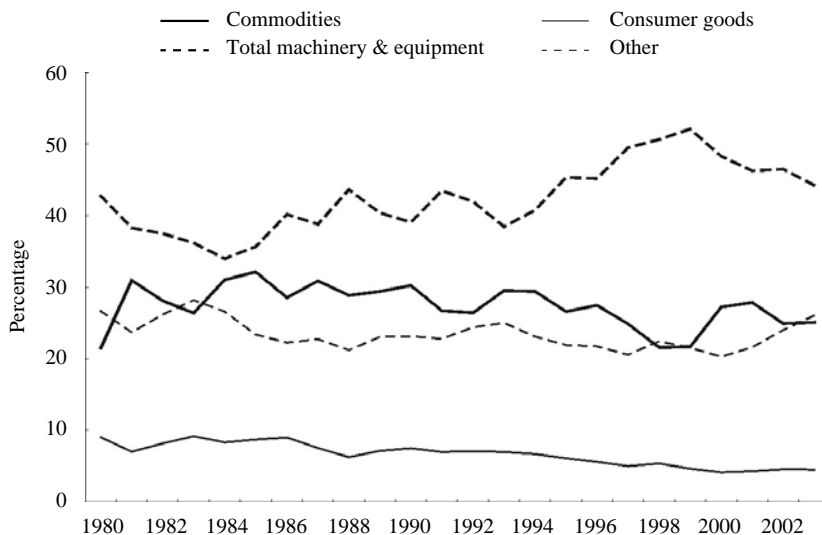 Commodities Consumer goods
Total machinery & equipment Other
60
50
40
30
20
10
0
Percentage
1980 1982 1984 1986 1988 1990 1992 1994 1996 1998 2000 2002